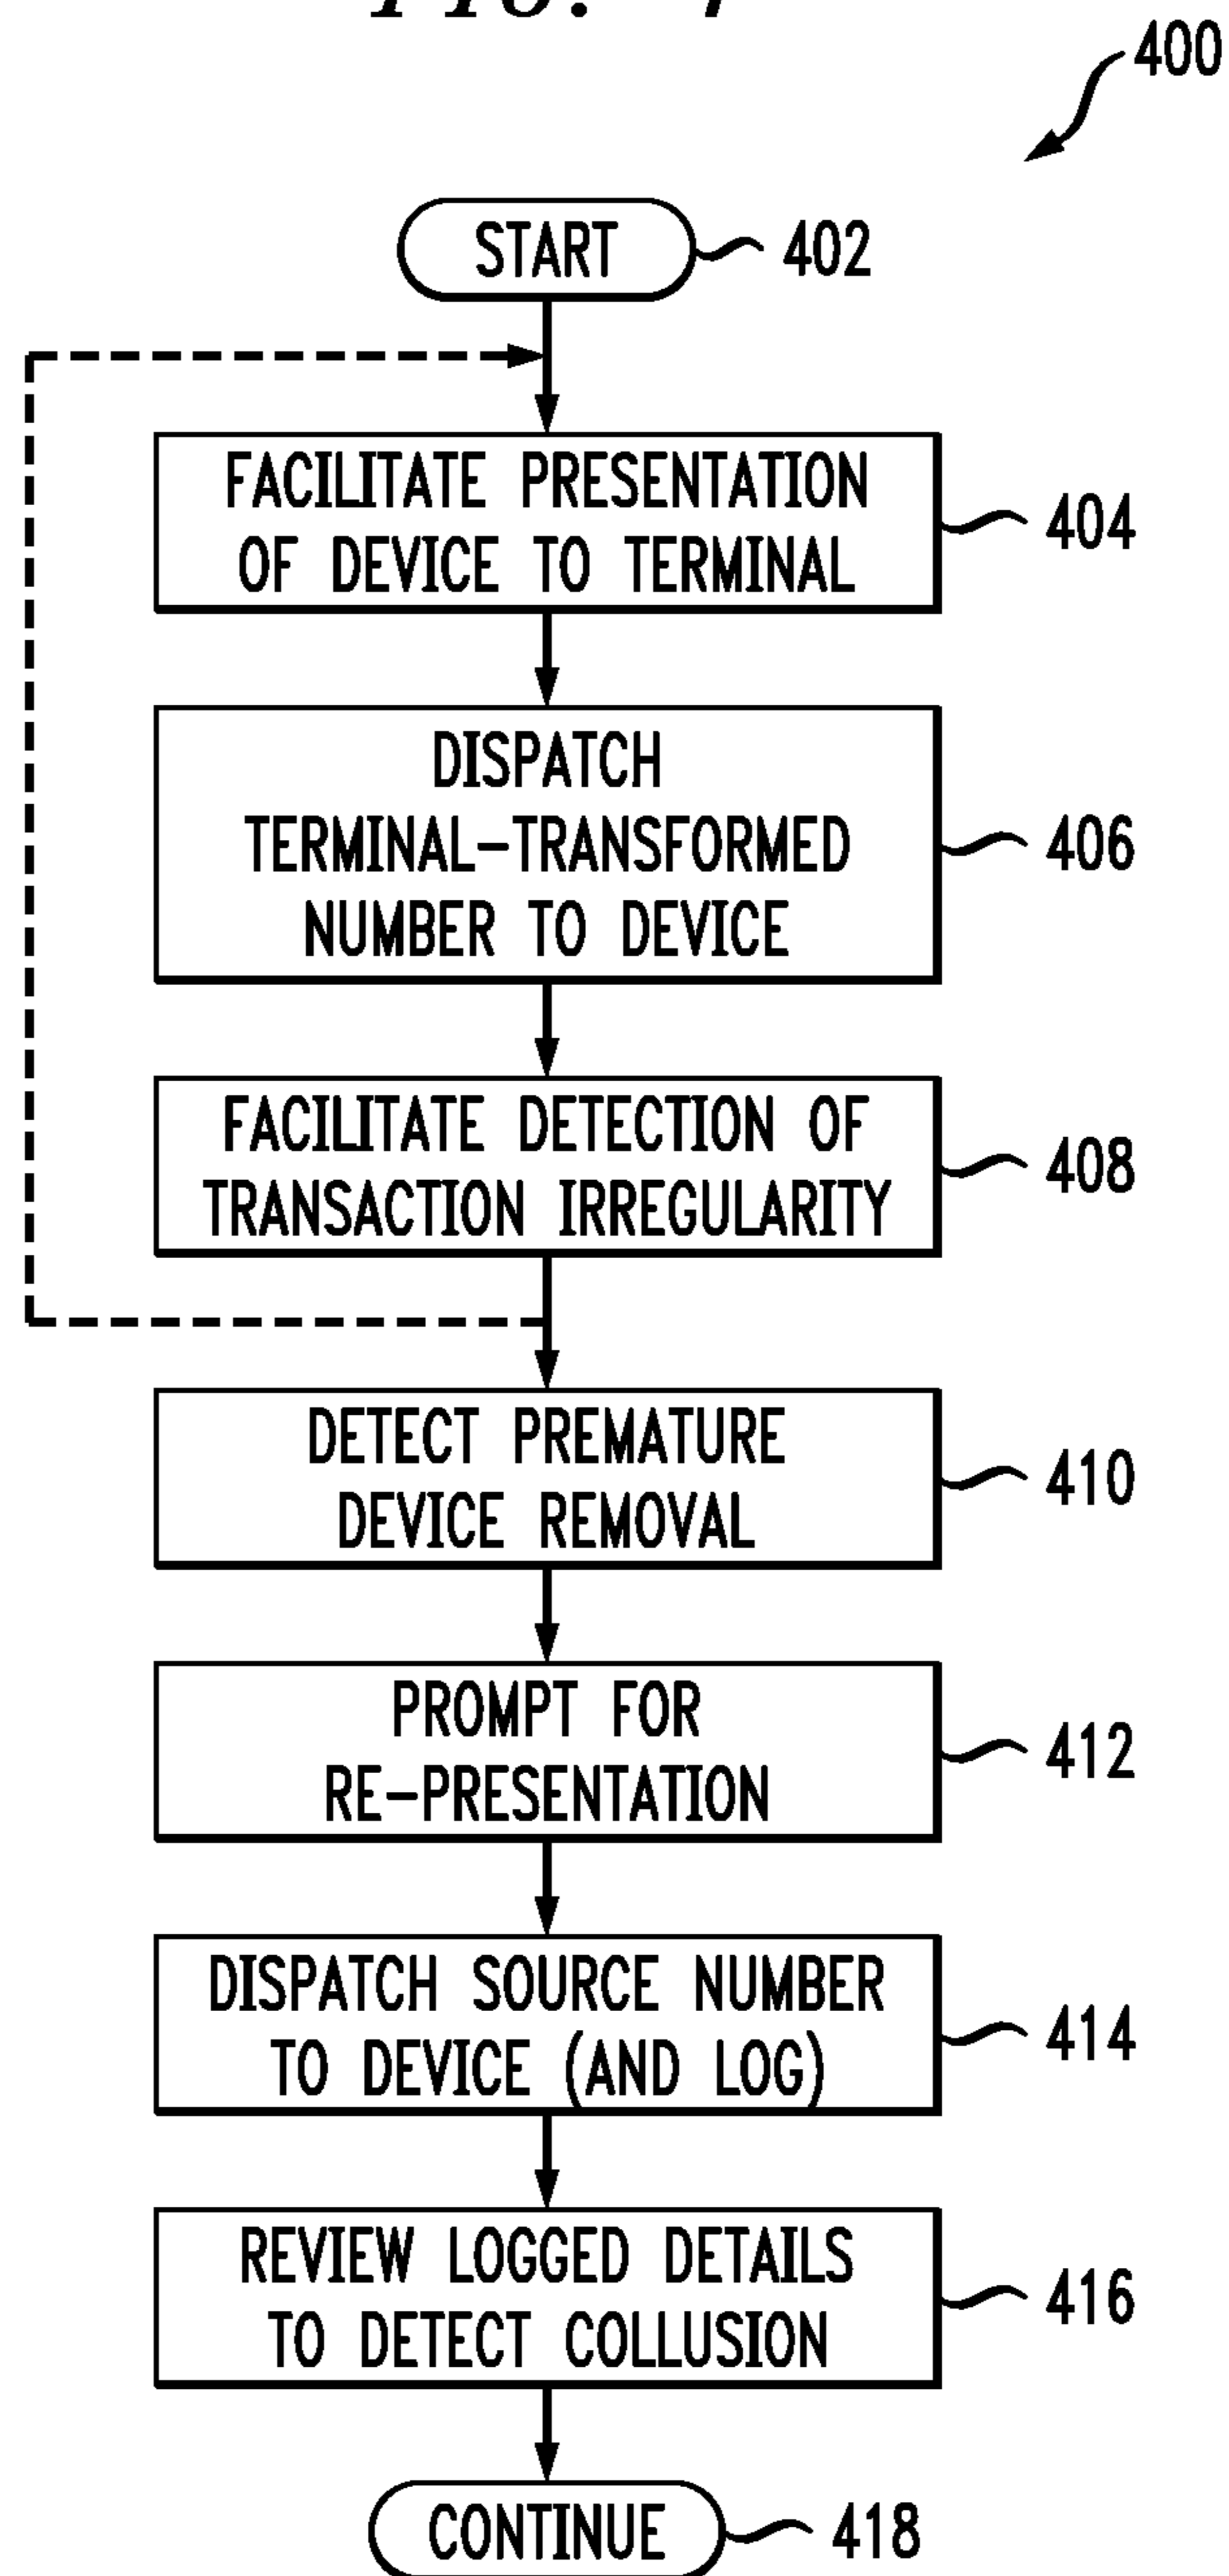 FIG. 4
400
START
402
FACILITATE PRESENTATION
OF DEVICE TO TERMINAL
404
DISPATCH
TERMINAL-TRANSFORMED
NUMBER TO DEVICE
406
FACILITATE DETECTION OF
TRANSACTION IRREGULARITY
408
DETECT PREMATURE
DEVICE REMOVAL
410
PROMPT FOR
RE-PRESENTATION
412
DISPATCH SOURCE NUMBER
TO DEVICE (AND LOG)
414
REVIEW LOGGED DETAILS
TO DETECT COLLUSION
416
CONTINUE
418